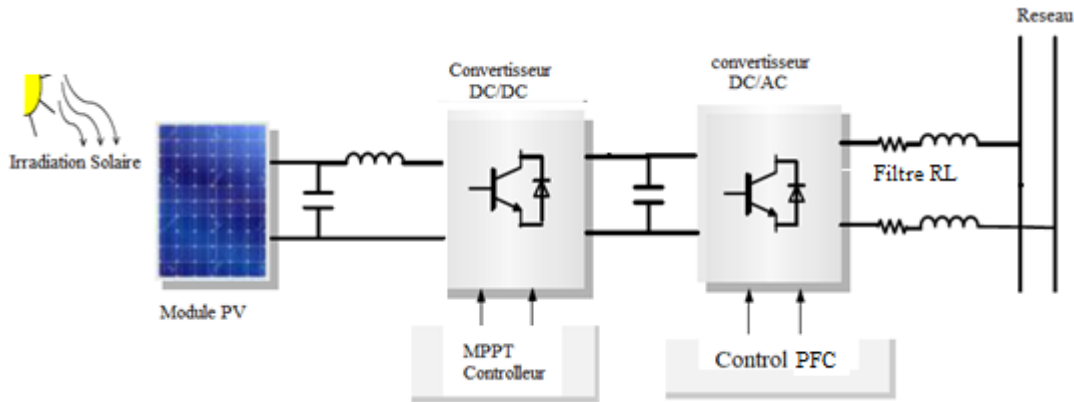 Reseau
Convertisseur
DC/DC
convertisseur
DC/AC
Irradiation Solaire
Filtre RL
Module PV
MPPT
Controlleur
Control PFC